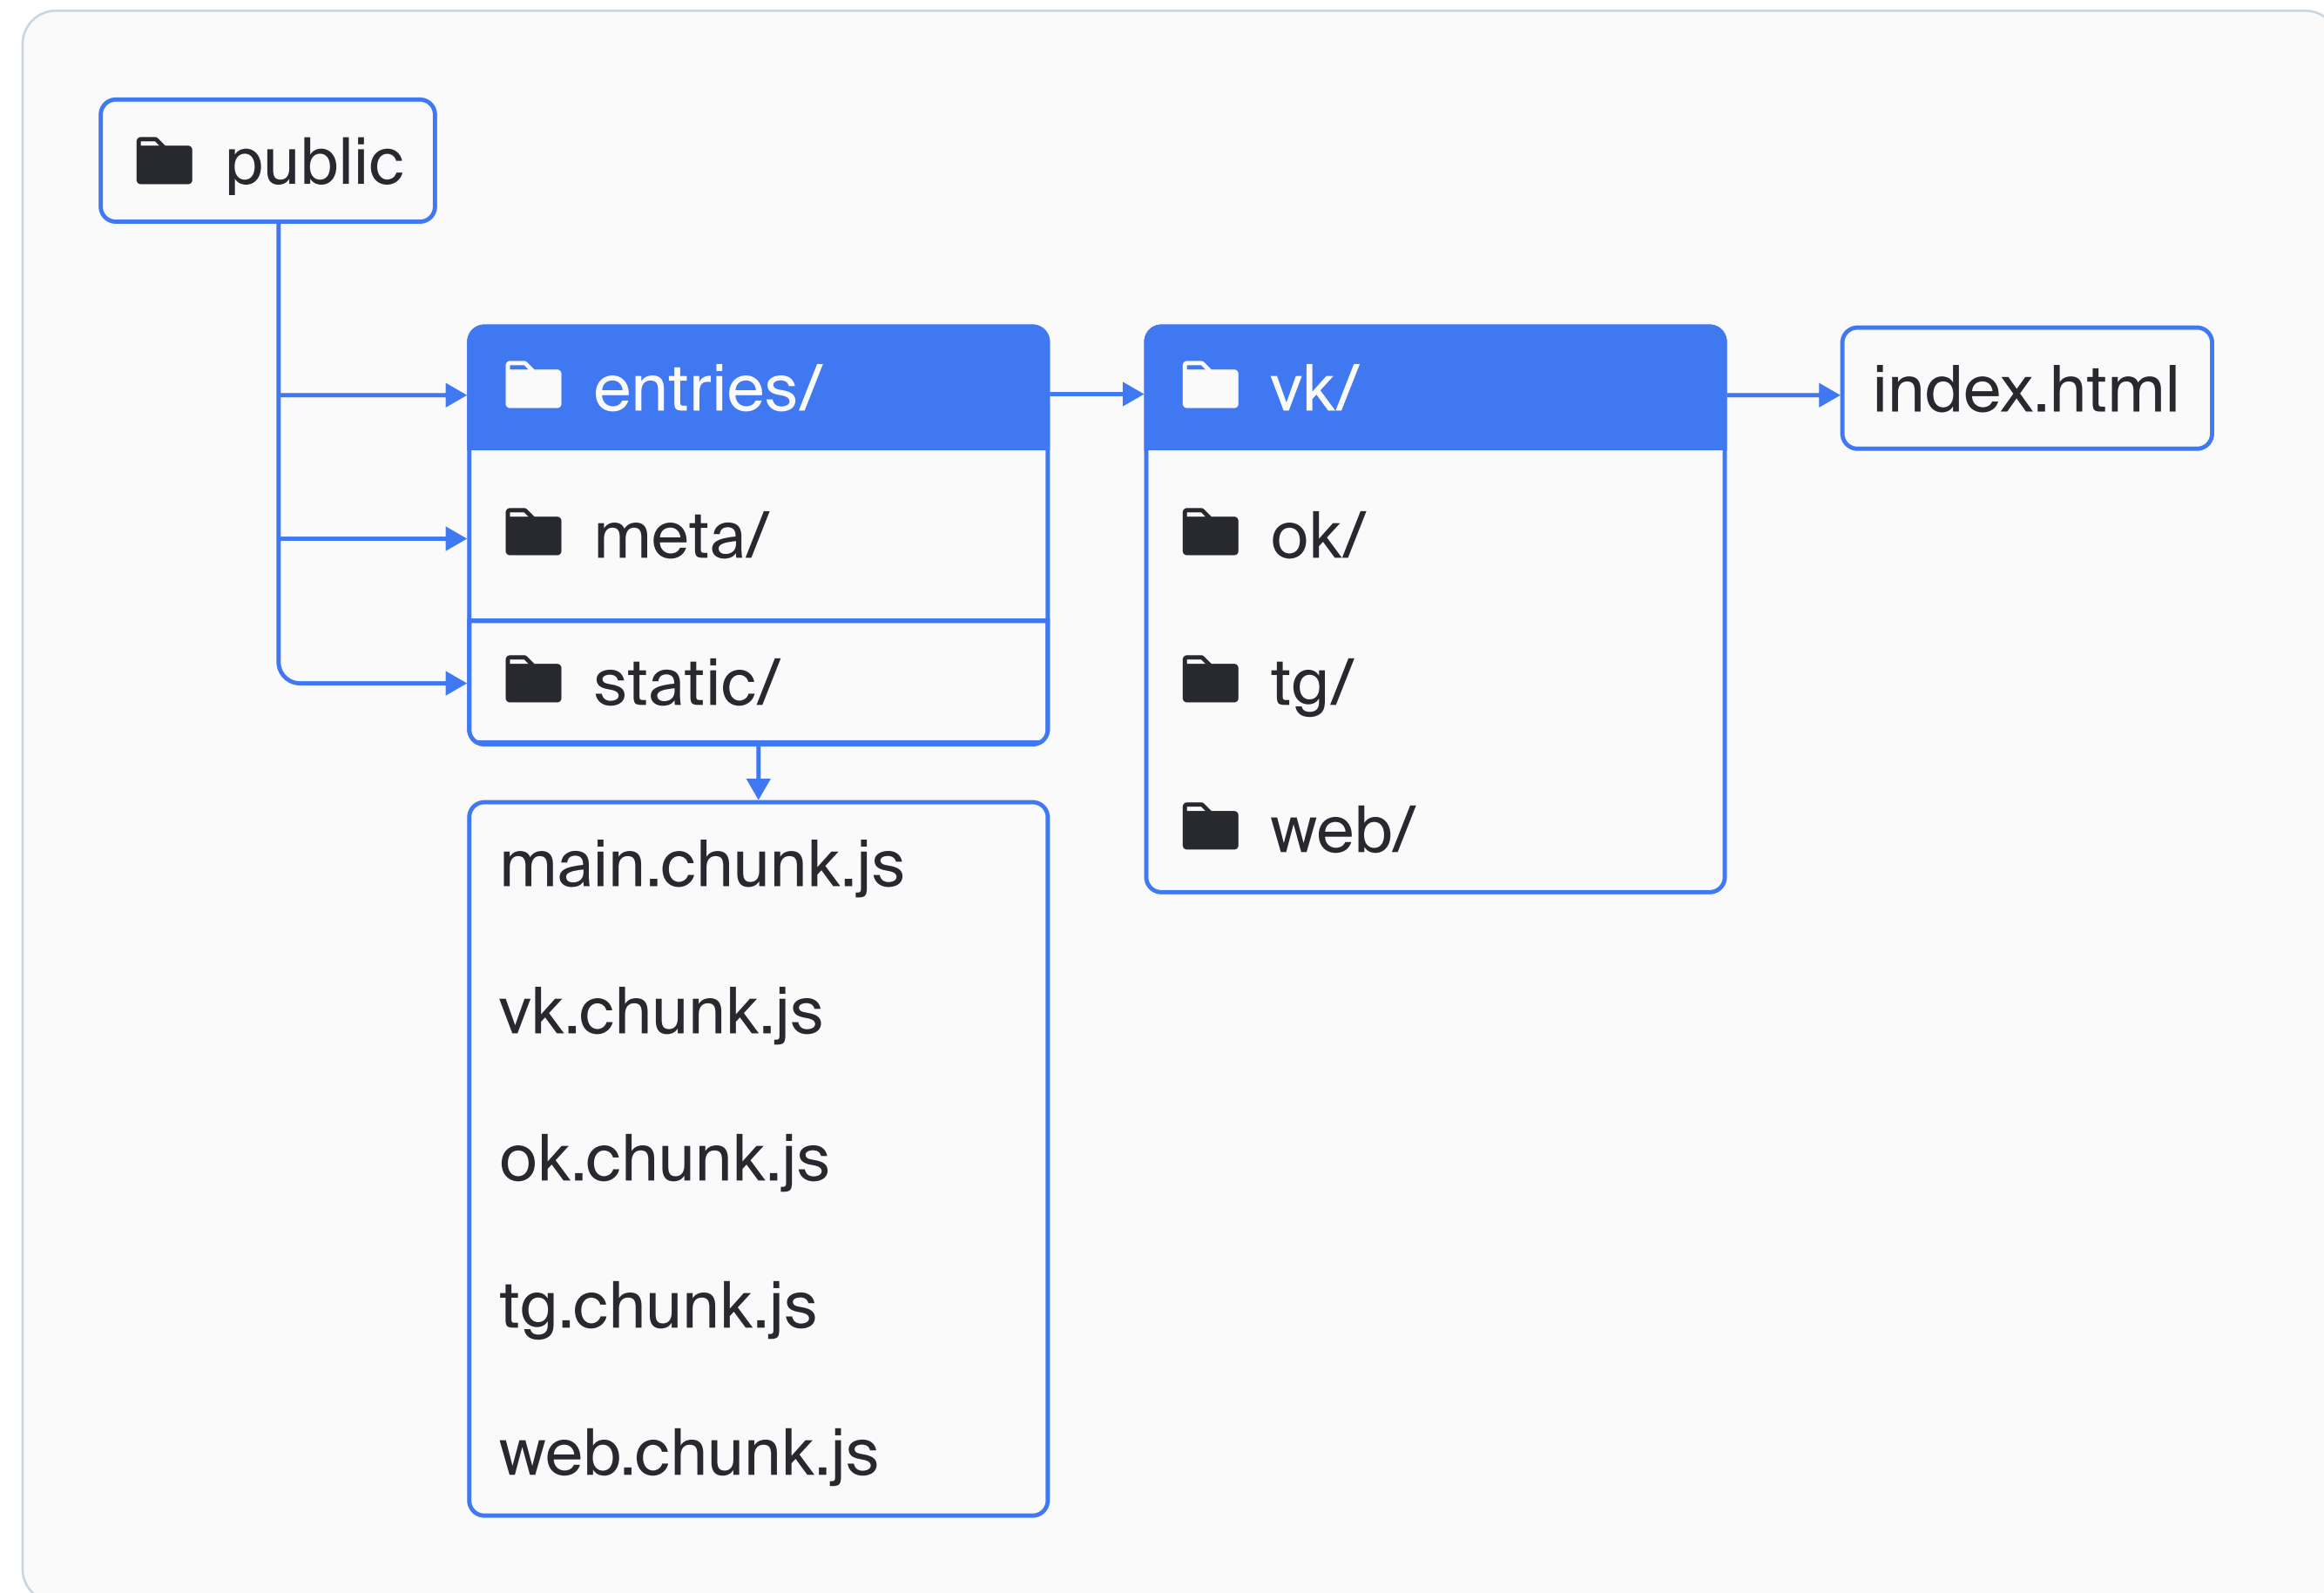 public
entries/
meta/
static/
vk/
ok/
tg/
web/
index.html
main.chunk.js
vk.chunk.js
ok.chunk.js
tg.chunk.js
web.chunk.js